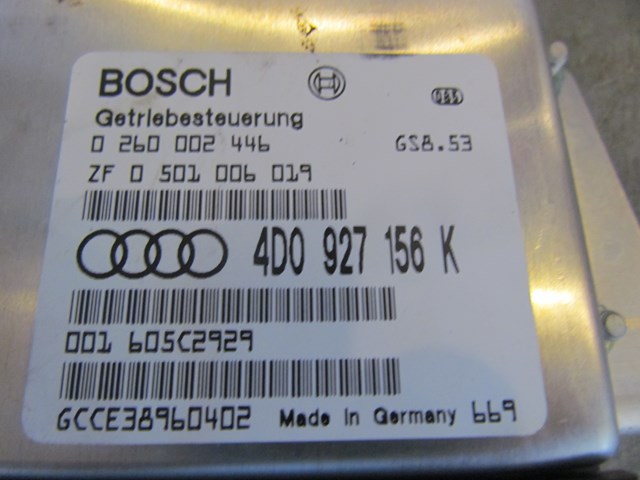 BOSCH
Getriebesteuerung
0 260 002 446 GS8.53
ZF 0 501 006 019
4D0 927 156 K
001 605C2929
GCCE38960402 Made in Germany 669